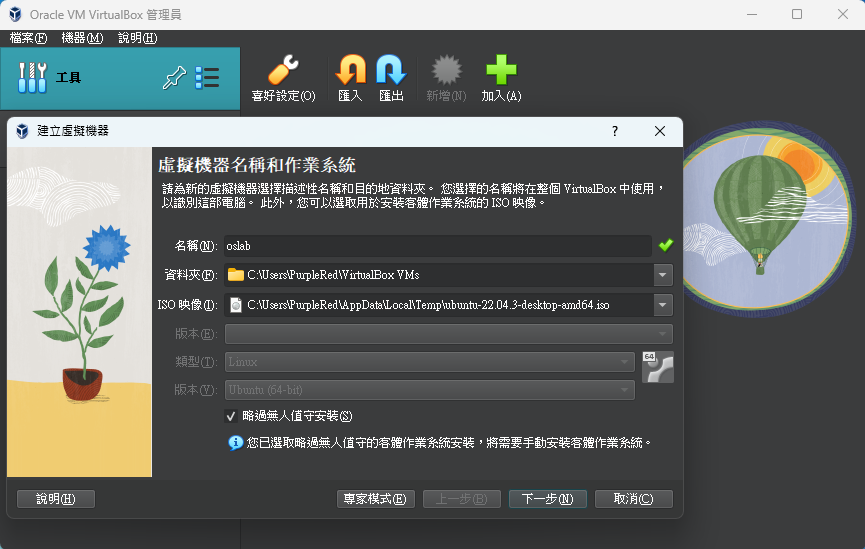 Oracle VM VirtualBox 管理員
檔案(F) 機器(M) 說明(H)
工具
喜好設定(O) 匯入 匯出 新增(N) 加入(A)
建立虛擬機器 ?
虛擬機器名稱和作業系統
請為新的虛擬機器選擇描述性名稱和目的地資料夾。 您選擇的名稱將在整個 VirtualBox 中使用，
以識別這部電腦。 此外，您可以選取用於安裝客體作業系統的 ISO 映像。
名稱(N): oslab
資料夾(F): C:\Users\PurpleRed\VirtualBox VMs
ISO 映像(I): C:\Users\PurpleRed\AppData\Local\Temp\ubuntu-22.04.3-desktop-amd64.iso
版本(E):
類型(T): Linux
64
版本(V): Ubuntu (64-bit)
略過無人值守安裝(S)
您已選取略過無人值守的客體作業系統安裝，將需要手動安裝客體作業系統。
說明(H) 專家模式(E) 上一步(B) 下一步(N) 取消(C)